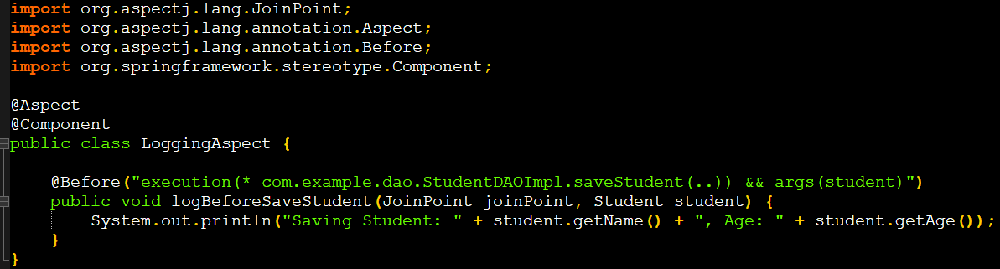 import org.aspectj.lang.JoinPoint;
import org.aspectj.lang.annotation.Aspect;
import org.aspectj.lang.annotation.Before;
import org.springframework.stereotype.Component;

@Aspect
@Component
public class LoggingAspect {

    @Before("execution(* com.example.dao.StudentDAOImpl.saveStudent(..)) && args(student)")
    public void logBeforeSaveStudent(JoinPoint joinPoint, Student student) {
        System.out.println("Saving Student: " + student.getName() + ", Age: " + student.getAge());
    }
}